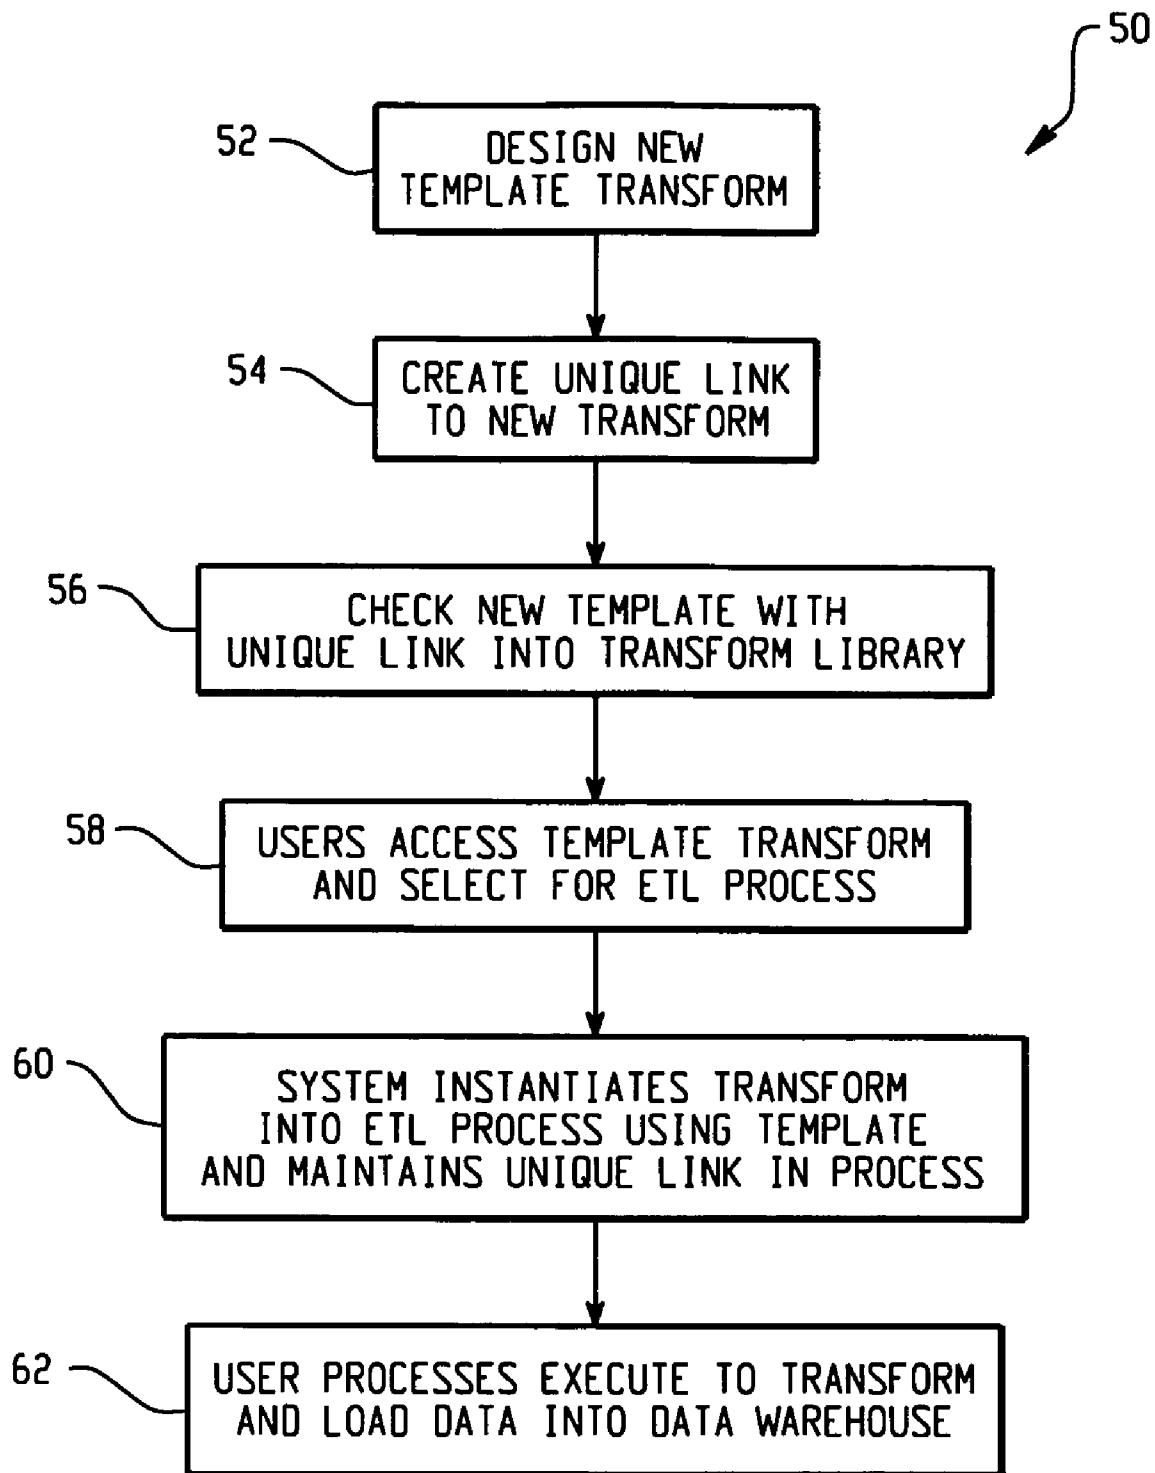 50
52
DESIGN NEW
TEMPLATE TRANSFORM
54
CREATE UNIQUE LINK
TO NEW TRANSFORM
56
CHECK NEW TEMPLATE WITH
UNIQUE LINK INTO TRANSFORM LIBRARY
58
USERS ACCESS TEMPLATE TRANSFORM
AND SELECT FOR ETL PROCESS
60
SYSTEM INSTANTIATES TRANSFORM
INTO ETL PROCESS USING TEMPLATE
AND MAINTAINS UNIQUE LINK IN PROCESS
62
USER PROCESSES EXECUTE TO TRANSFORM
AND LOAD DATA INTO DATA WAREHOUSE